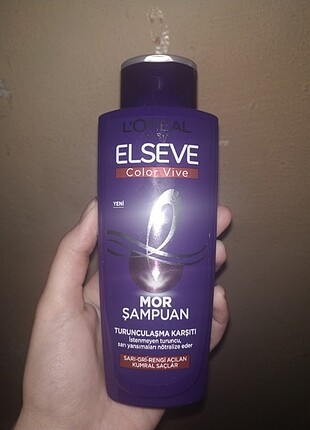 L'ORÉAL
ELSEVE
Color Vive
YENİ
MOR
ŞAMPUAN
TURUNCULAŞMA KARŞITI
İstenmeyen turuncu,
sarı yansımaları nötralize eder
SARI-GRİ-RENGİ AÇILAN
KUMRAL SAÇLAR